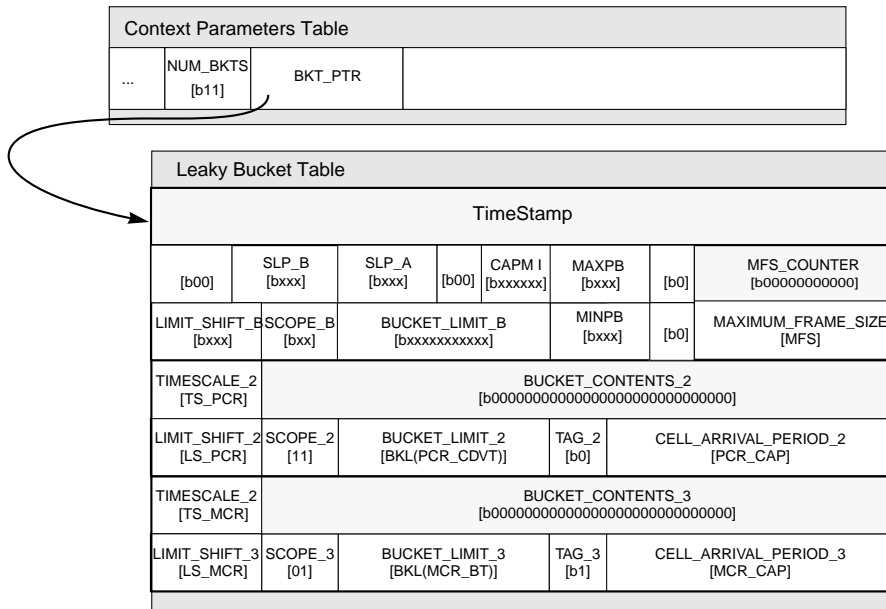 Context Parameters Table
...
NUM_BKTS
[b11]
BKT_PTR
Leaky Bucket Table
TimeStamp
[b00]
SLP_B
[bxxx]
SLP_A
[bxxx]
[b00]
CAPM I
[bxxxxxx]
MAXPB
[bxxx]
[b0]
MFS_COUNTER
[b00000000000]
LIMIT_SHIFT_B
[bxxx]
SCOPE_B
[bxx]
BUCKET_LIMIT_B
[bxxxxxxxxxxx]
MINPB
[bxxx]
[b0]
MAXIMUM_FRAME_SIZE
[MFS]
TIMESCALE_2
[TS_PCR]
BUCKET_CONTENTS_2
[b00000000000000000000000000000]
LIMIT_SHIFT_2
[LS_PCR]
SCOPE_2
[11]
BUCKET_LIMIT_2
[BKL(PCR_CDVT)]
TAG_2
[b0]
CELL_ARRIVAL_PERIOD_2
[PCR_CAP]
TIMESCALE_2
[TS_MCR]
BUCKET_CONTENTS_3
[b00000000000000000000000000000]
LIMIT_SHIFT_3
[LS_MCR]
SCOPE_3
[01]
BUCKET_LIMIT_3
[BKL(MCR_BT)]
TAG_3
[b1]
CELL_ARRIVAL_PERIOD_3
[MCR_CAP]